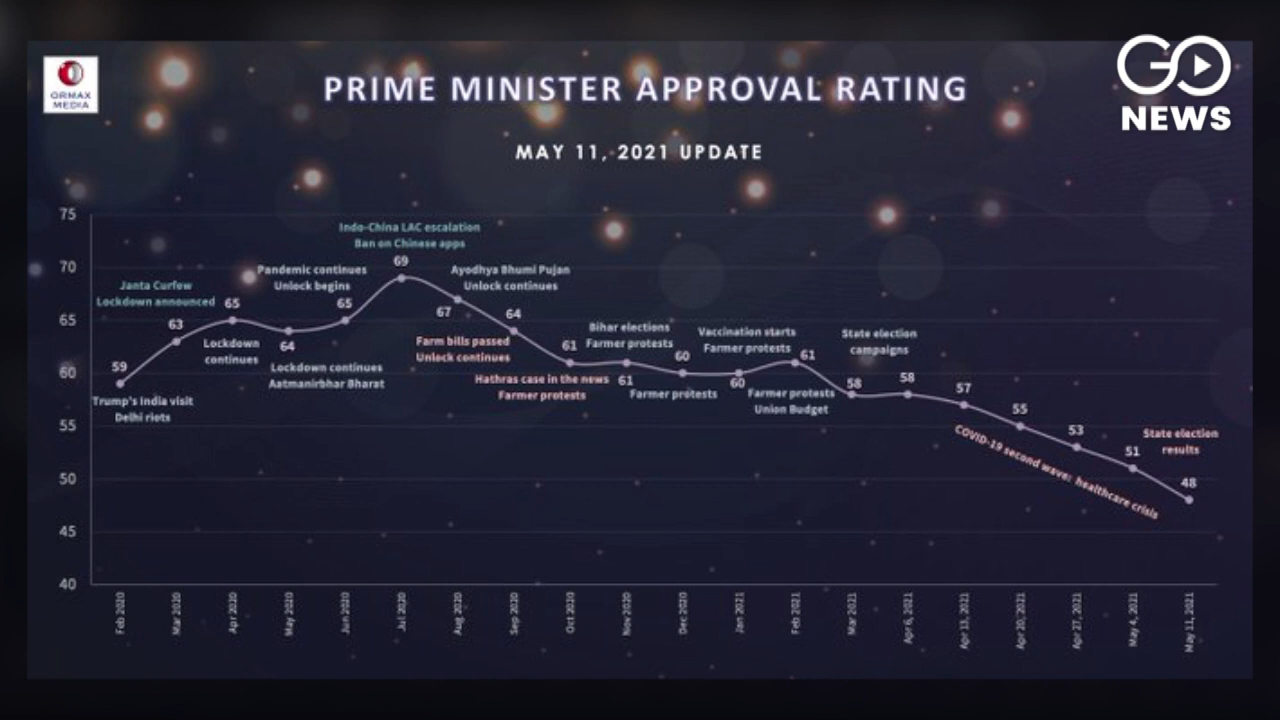 ORMAX
MEDIA
GO
NEWS
PRIME MINISTER APPROVAL RATING
MAY 11, 2021 UPDATE
75
70
65
60
55
50
45
40
59
63
65
64
65
69
67
64
61
61
60
60
61
58
58
57
55
53
51
48
Trump's India visit
Delhi riots
Janta Curfew
Lockdown announced
Lockdown
continues
Lockdown continues
Aatmanirbhar Bharat
Pandemic continues
Unlock begins
Indo-China LAC escalation
Ban on Chinese apps
Ayodhya Bhumi Pujan
Unlock continues
Farm bills passed
Unlock continues
Hathras case in the news
Farmer protests
Bihar elections
Farmer protests
Farmer protests
Vaccination starts
Farmer protests
Farmer protests
Union Budget
State election
campaigns
COVID-19 second wave: healthcare crisis
State election
results
Feb 2020
Mar 2020
Apr 2020
May 2020
Jun 2020
Jul 2020
Aug 2020
Sep 2020
Oct 2020
Nov 2020
Dec 2020
Jan 2021
Feb 2021
Mar 2021
Apr 6, 2021
Apr 13, 2021
Apr 20, 2021
Apr 27, 2021
May 4, 2021
May 11, 2021